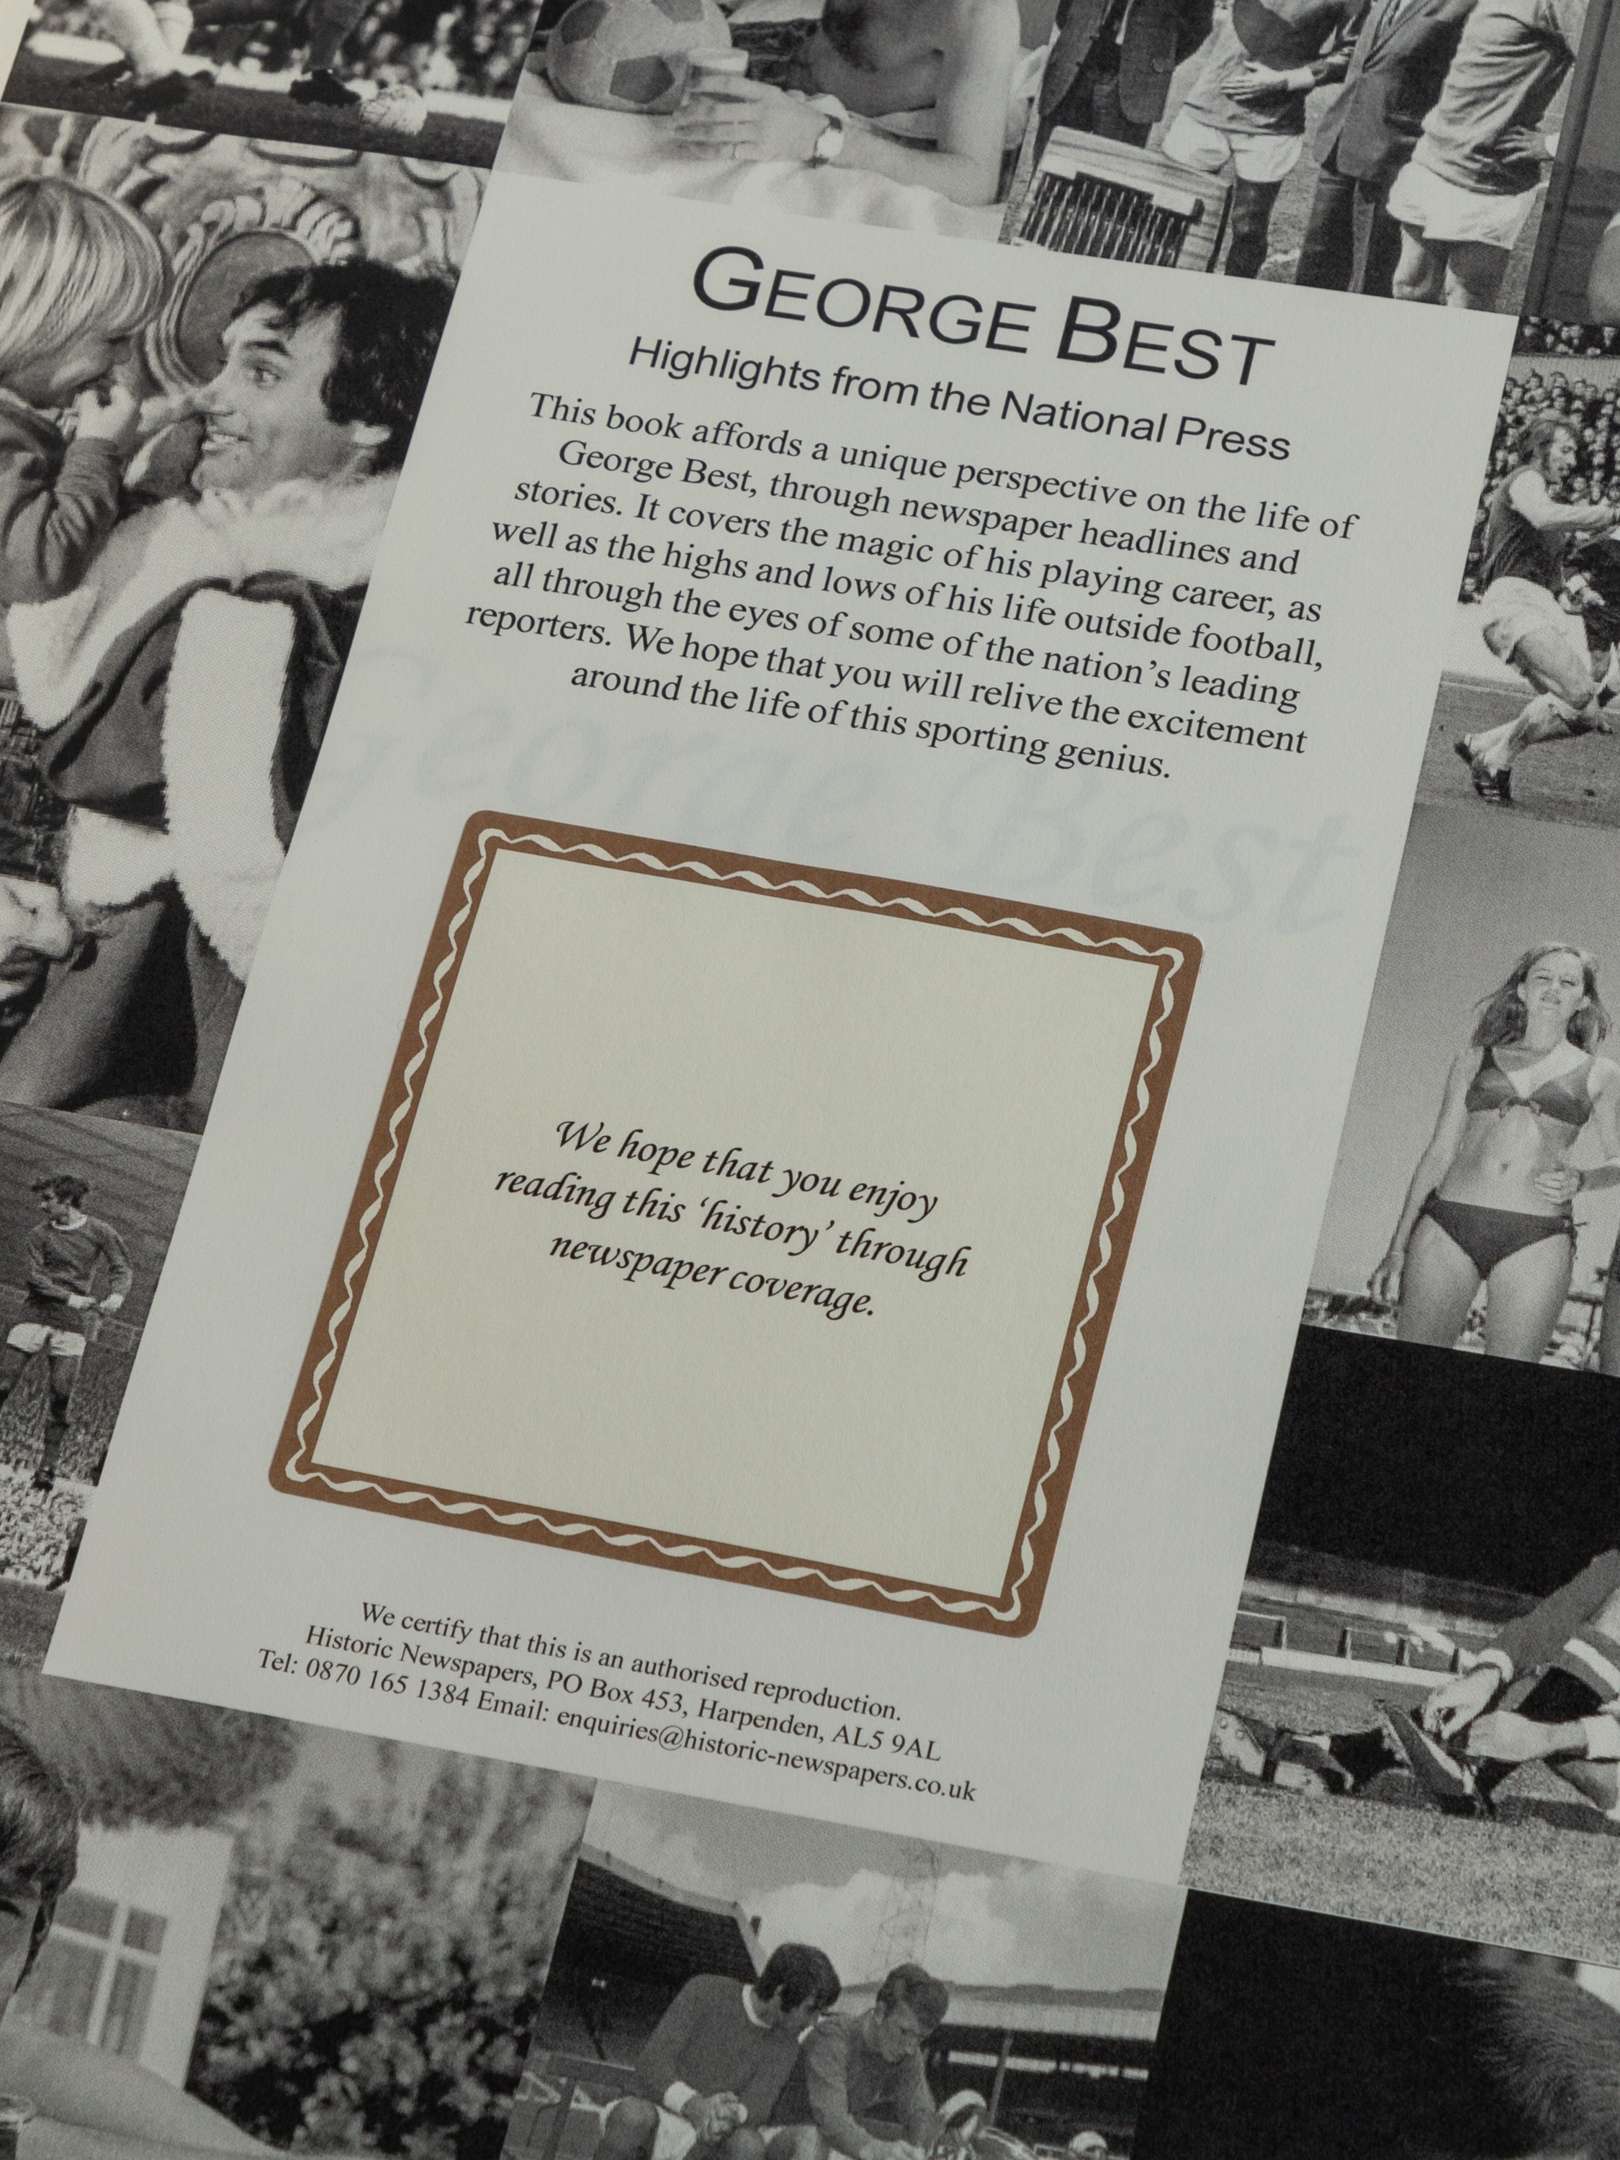 GEORGE BEST
Highlights from the National Press
This book affords a unique perspective on the life of
George Best, through newspaper headlines and
stories. It covers the magic of his playing career, as
well as the highs and lows of his life outside football,
all through the eyes of some of the nation's leading
reporters. We hope that you will relive the excitement
around the life of this sporting genius.
George Best
We hope that you enjoy
reading this ‘history’ through
newspaper coverage.
We certify that this is an authorised reproduction.
Historic Newspapers, PO Box 453, Harpenden, AL5 9AL
Tel: 0870 165 1384 Email: enquiries@historic-newspapers.co.uk